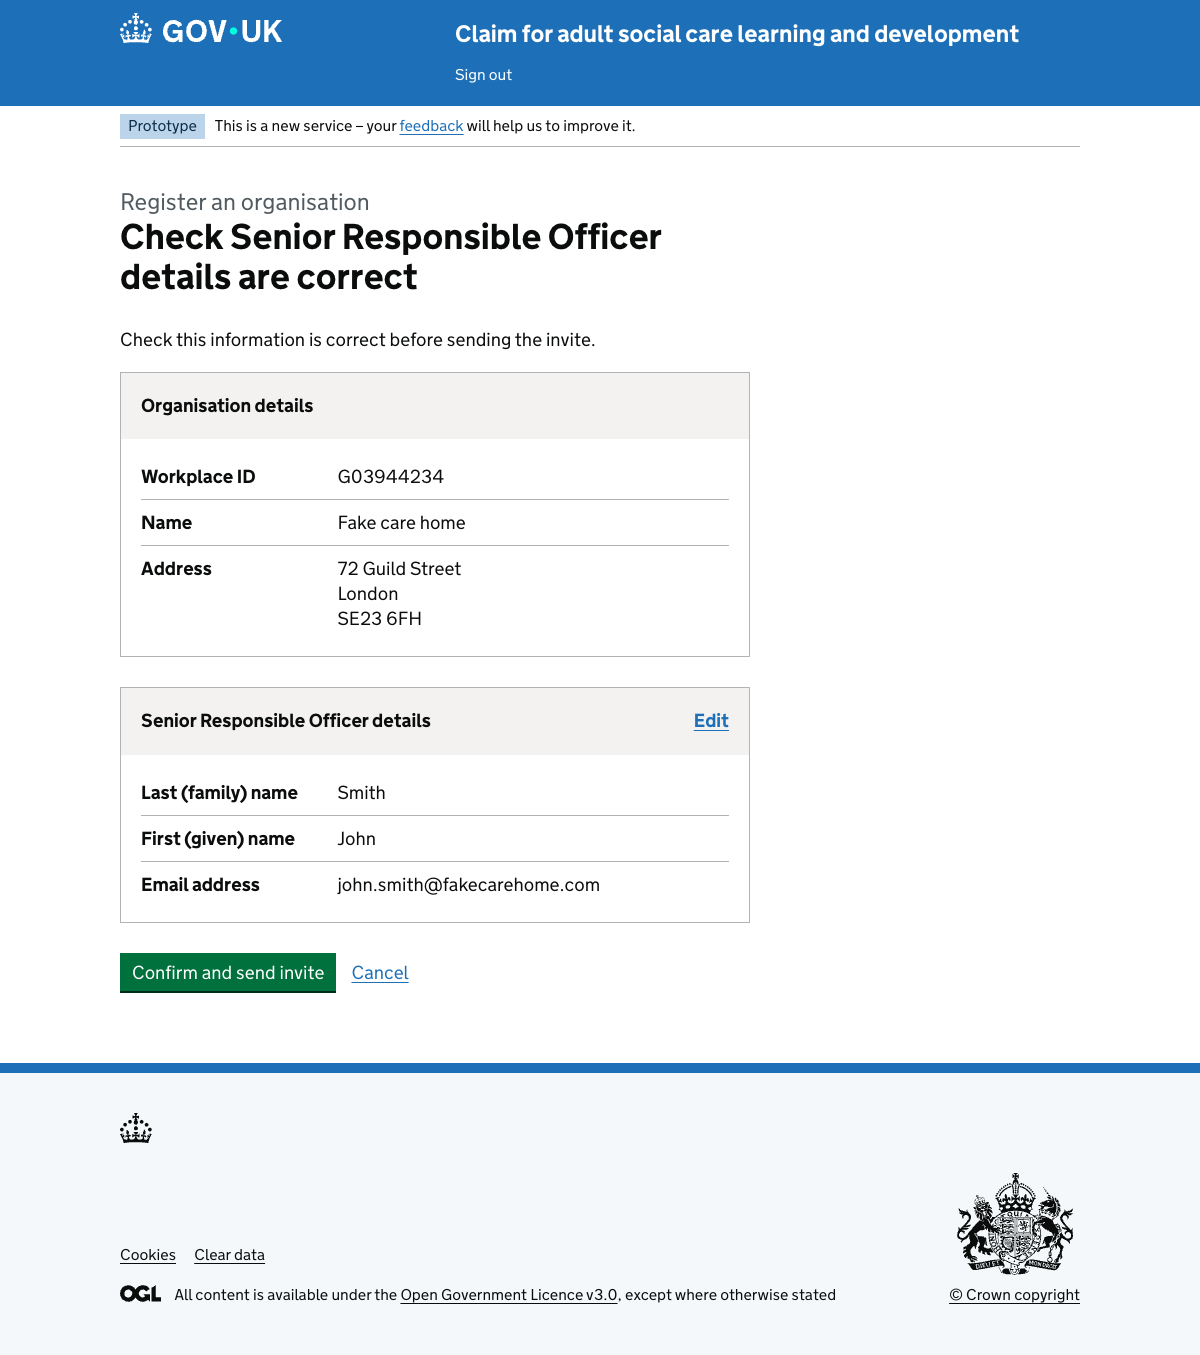 GOV·UK
Claim for adult social care learning and development
Sign out
Prototype This is a new service – your feedback will help us to improve it.
Register an organisation
Check Senior Responsible Officer
details are correct
Check this information is correct before sending the invite.
Organisation details
Workplace ID G03944234
Name Fake care home
Address 72 Guild Street
London
SE23 6FH
Senior Responsible Officer details Edit
Last (family) name Smith
First (given) name John
Email address john.smith@fakecarehome.com
Confirm and send invite Cancel
Cookies Clear data
OGL All content is available under the Open Government Licence v3.0, except where otherwise stated
© Crown copyright